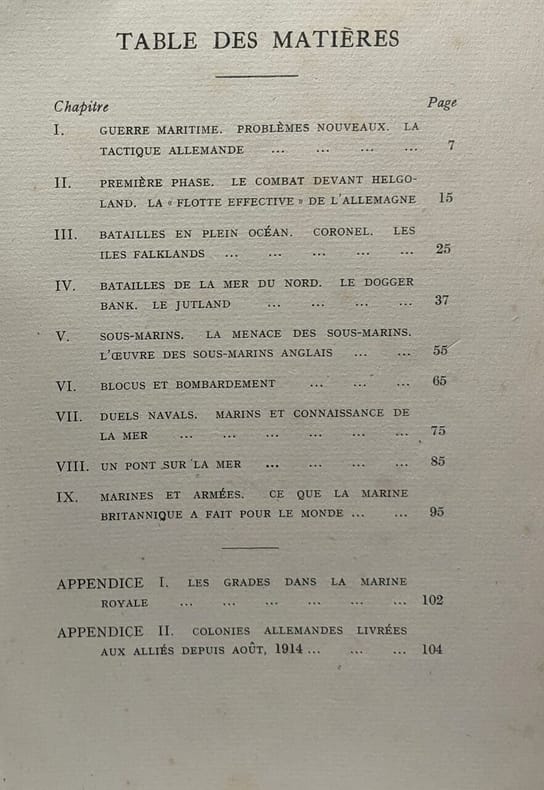 TABLE DES MATIÈRES
Chapitre Page
I. GUERRE MARITIME. PROBLÈMES NOUVEAUX. LA
TACTIQUE ALLEMANDE ... ... ... ... 7
II. PREMIÈRE PHASE. LE COMBAT DEVANT HELGO-
LAND. LA « FLOTTE EFFECTIVE » DE L'ALLEMAGNE 15
III. BATAILLES EN PLEIN OCÉAN. CORONEL. LES
ILES FALKLANDS ... ... ... ... ... 25
IV. BATAILLES DE LA MER DU NORD. LE DOGGER
BANK. LE JUTLAND ... ... ... ... 37
V. SOUS-MARINS. LA MENACE DES SOUS-MARINS.
L'ŒUVRE DES SOUS-MARINS ANGLAIS ... ... 55
VI. BLOCUS ET BOMBARDEMENT ... ... ... 65
VII. DUELS NAVALS. MARINS ET CONNAISSANCE DE
LA MER ... ... ... ... ... ... 75
VIII. UN PONT SUR LA MER ... ... ... ... 85
IX. MARINES ET ARMÉES. CE QUE LA MARINE
BRITANNIQUE A FAIT POUR LE MONDE ... ... 95
APPENDICE I. LES GRADES DANS LA MARINE
ROYALE ... ... ... ... ... ... 102
APPENDICE II. COLONIES ALLEMANDES LIVRÉES
AUX ALLIÉS DEPUIS AOÛT, 1914 ... ... ... 104